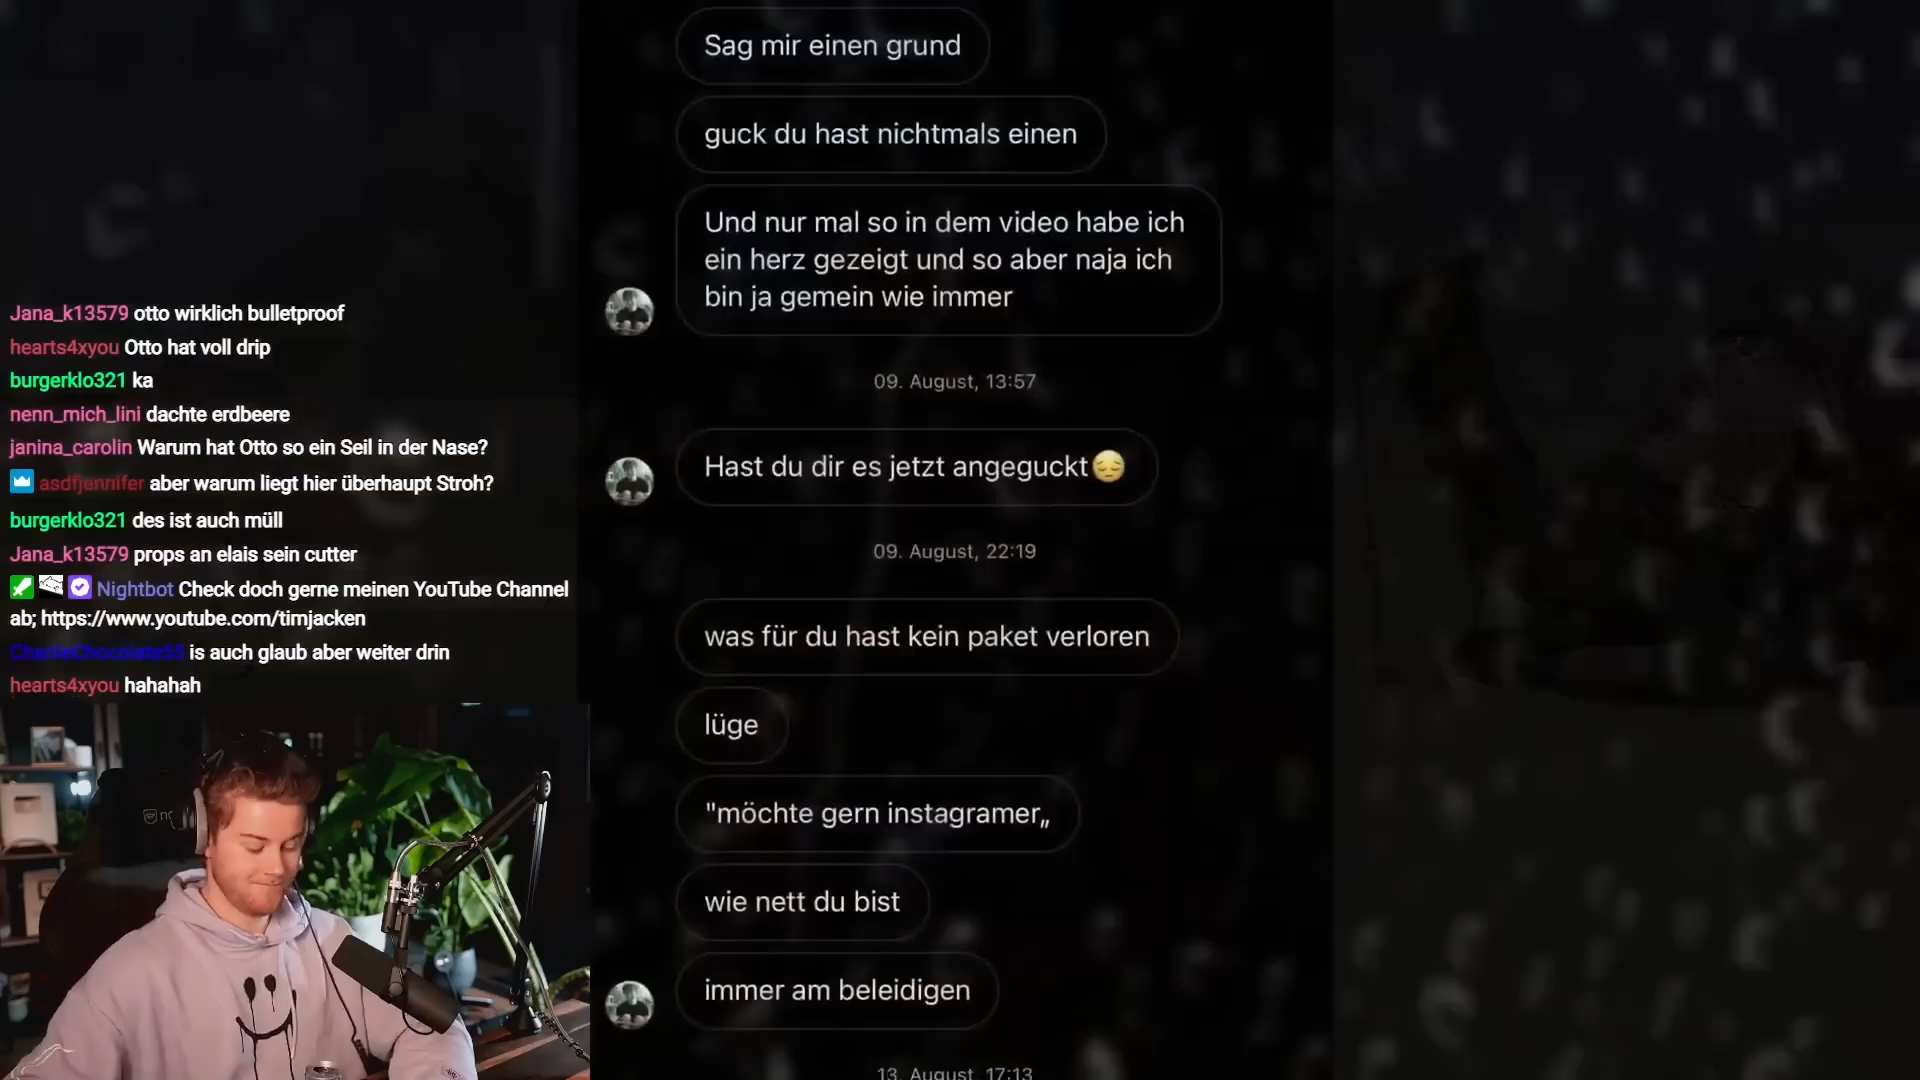 Sag mir einen grund
guck du hast nichtmals einen
Und nur mal so in dem video habe ich
ein herz gezeigt und so aber naja ich
bin ja gemein wie immer
09. August, 13:57
Hast du dir es jetzt angeguckt😔
09. August, 22:19
was für du hast kein paket verloren
lüge
"möchte gern instagramer„
wie nett du bist
immer am beleidigen
13. August, 17:13
Jana_k13579 otto wirklich bulletproof
hearts4xyou Otto hat voll drip
burgerklo321 ka
nenn_mich_lini dachte erdbeere
janina_carolin Warum hat Otto so ein Seil in der Nase?
asdfjennifer aber warum liegt hier überhaupt Stroh?
burgerklo321 des ist auch müll
Jana_k13579 props an elais sein cutter
Nightbot Check doch gerne meinen YouTube Channel
ab; https://www.youtube.com/timjacken
CharlieChocolate55 is auch glaub aber weiter drin
hearts4xyou hahahah